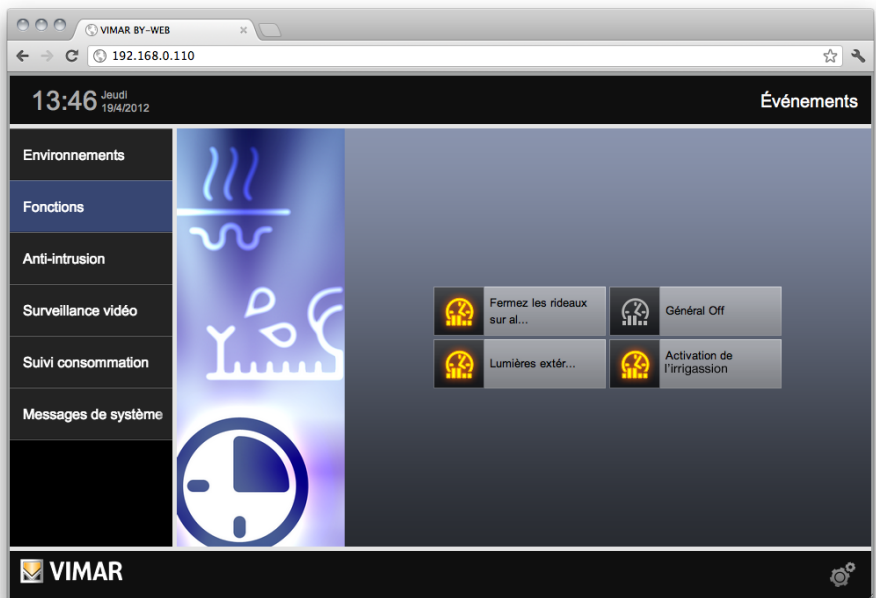 VIMAR BY-WEB
192.168.0.110
13:46 Jeudi
19/4/2012
Événements
Environnements
Fonctions
Anti-intrusion
Surveillance vidéo
Suivi consommation
Messages de système
Fermez les rideaux
sur al...
Général Off
Lumières extér...
Activation de
l'irrigassion
VIMAR